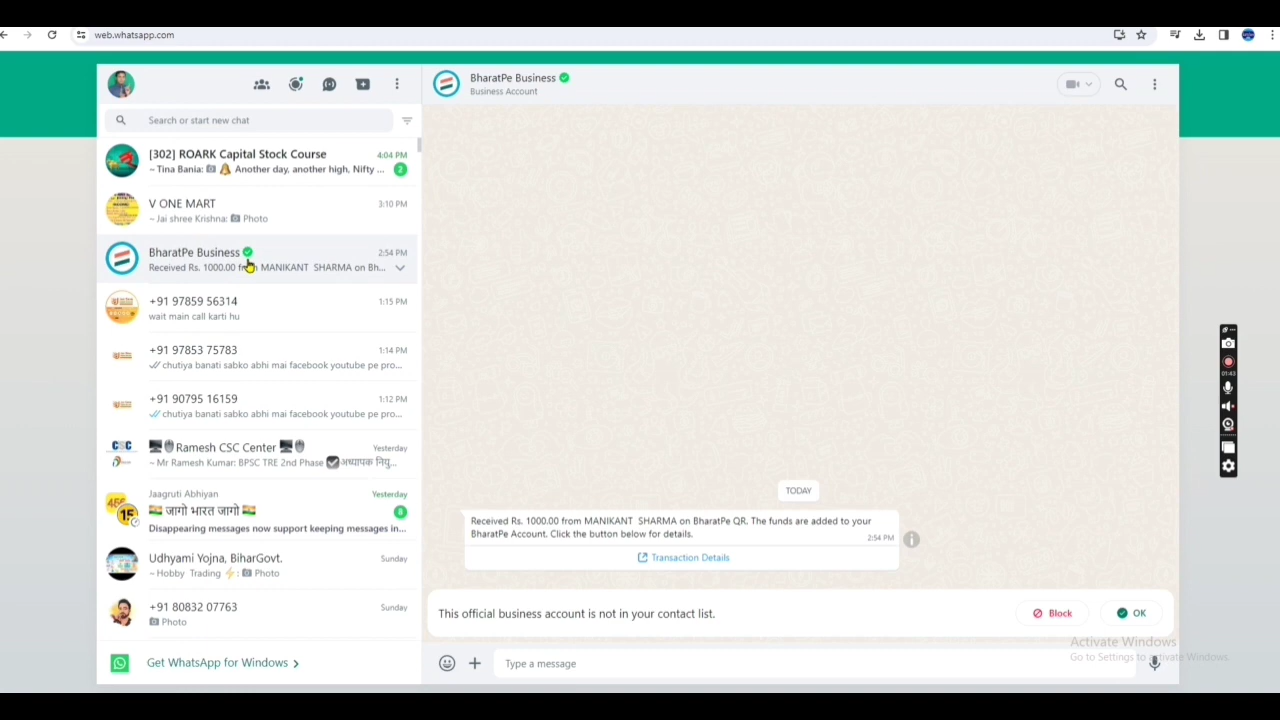 web.whatsapp.com
BharatPe Business
Business Account
Search or start new chat
[302] ROARK Capital Stock Course
4:04 PM
~ Tina Bania: 📷 🔔 Another day, another high, Nifty ...
2
V ONE MART
3:10 PM
~ Jai shree Krishna: 📷 Photo
BharatPe Business
2:54 PM
Received Rs. 1000.00 MANIKANT SHARMA on Bh...
+91 97859 56314
1:15 PM
wait main call karti hu
+91 97853 75783
1:14 PM
chutiya banati sabko abhi mai facebook youtube pe pro...
+91 90795 16159
1:12 PM
chutiya banati sabko abhi mai facebook youtube pe pro...
CSC
🖥️🖱️Ramesh CSC Center 🖥️🖱️
Yesterday
~ Mr Ramesh Kumar: BPSC TRE 2nd Phase ☑️अध्यापक नियु...
Jaagruti Abhiyan
Yesterday
15
🇮🇳 जागो भारत जागो 🇮🇳
8
Disappearing messages now support keeping messages in...
Udhyami Yojna, BiharGovt.
Sunday
~ Hobby Trading ⚡: 📷 Photo
+91 80832 07763
Sunday
📷 Photo
Get WhatsApp for Windows >
TODAY
Received Rs. 1000.00 from MANIKANT SHARMA on BharatPe QR. The funds are added to your
BharatPe Account. Click the button below for details.
2:54 PM
Transaction Details
This official business account is not in your contact list.
Block
OK
Type a message
Activate Windows
Go to Settings to activate Windows.
01:43